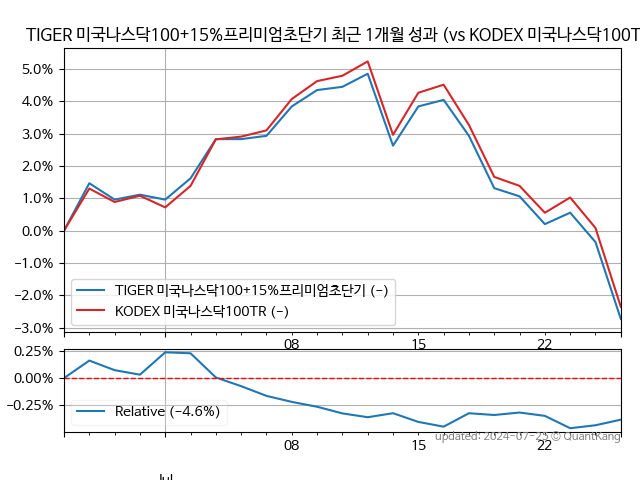 TIGER 미국나스닥100+15%프리미엄초단기 최근 1개월 성과 (vs KODEX 미국나스닥100T
5.0%
4.0%
3.0%
2.0%
1.0%
0.0%
−1.0%
−2.0%
−3.0%
TIGER 미국나스닥100+15%프리미엄초단기 (-)
KODEX 미국나스닥100TR (-)
08 15 22
0.25%
0.00%
−0.25%
Relative (-4.6%)
updated: 2024-07-25 © QuantKang
08 15 22
Jul